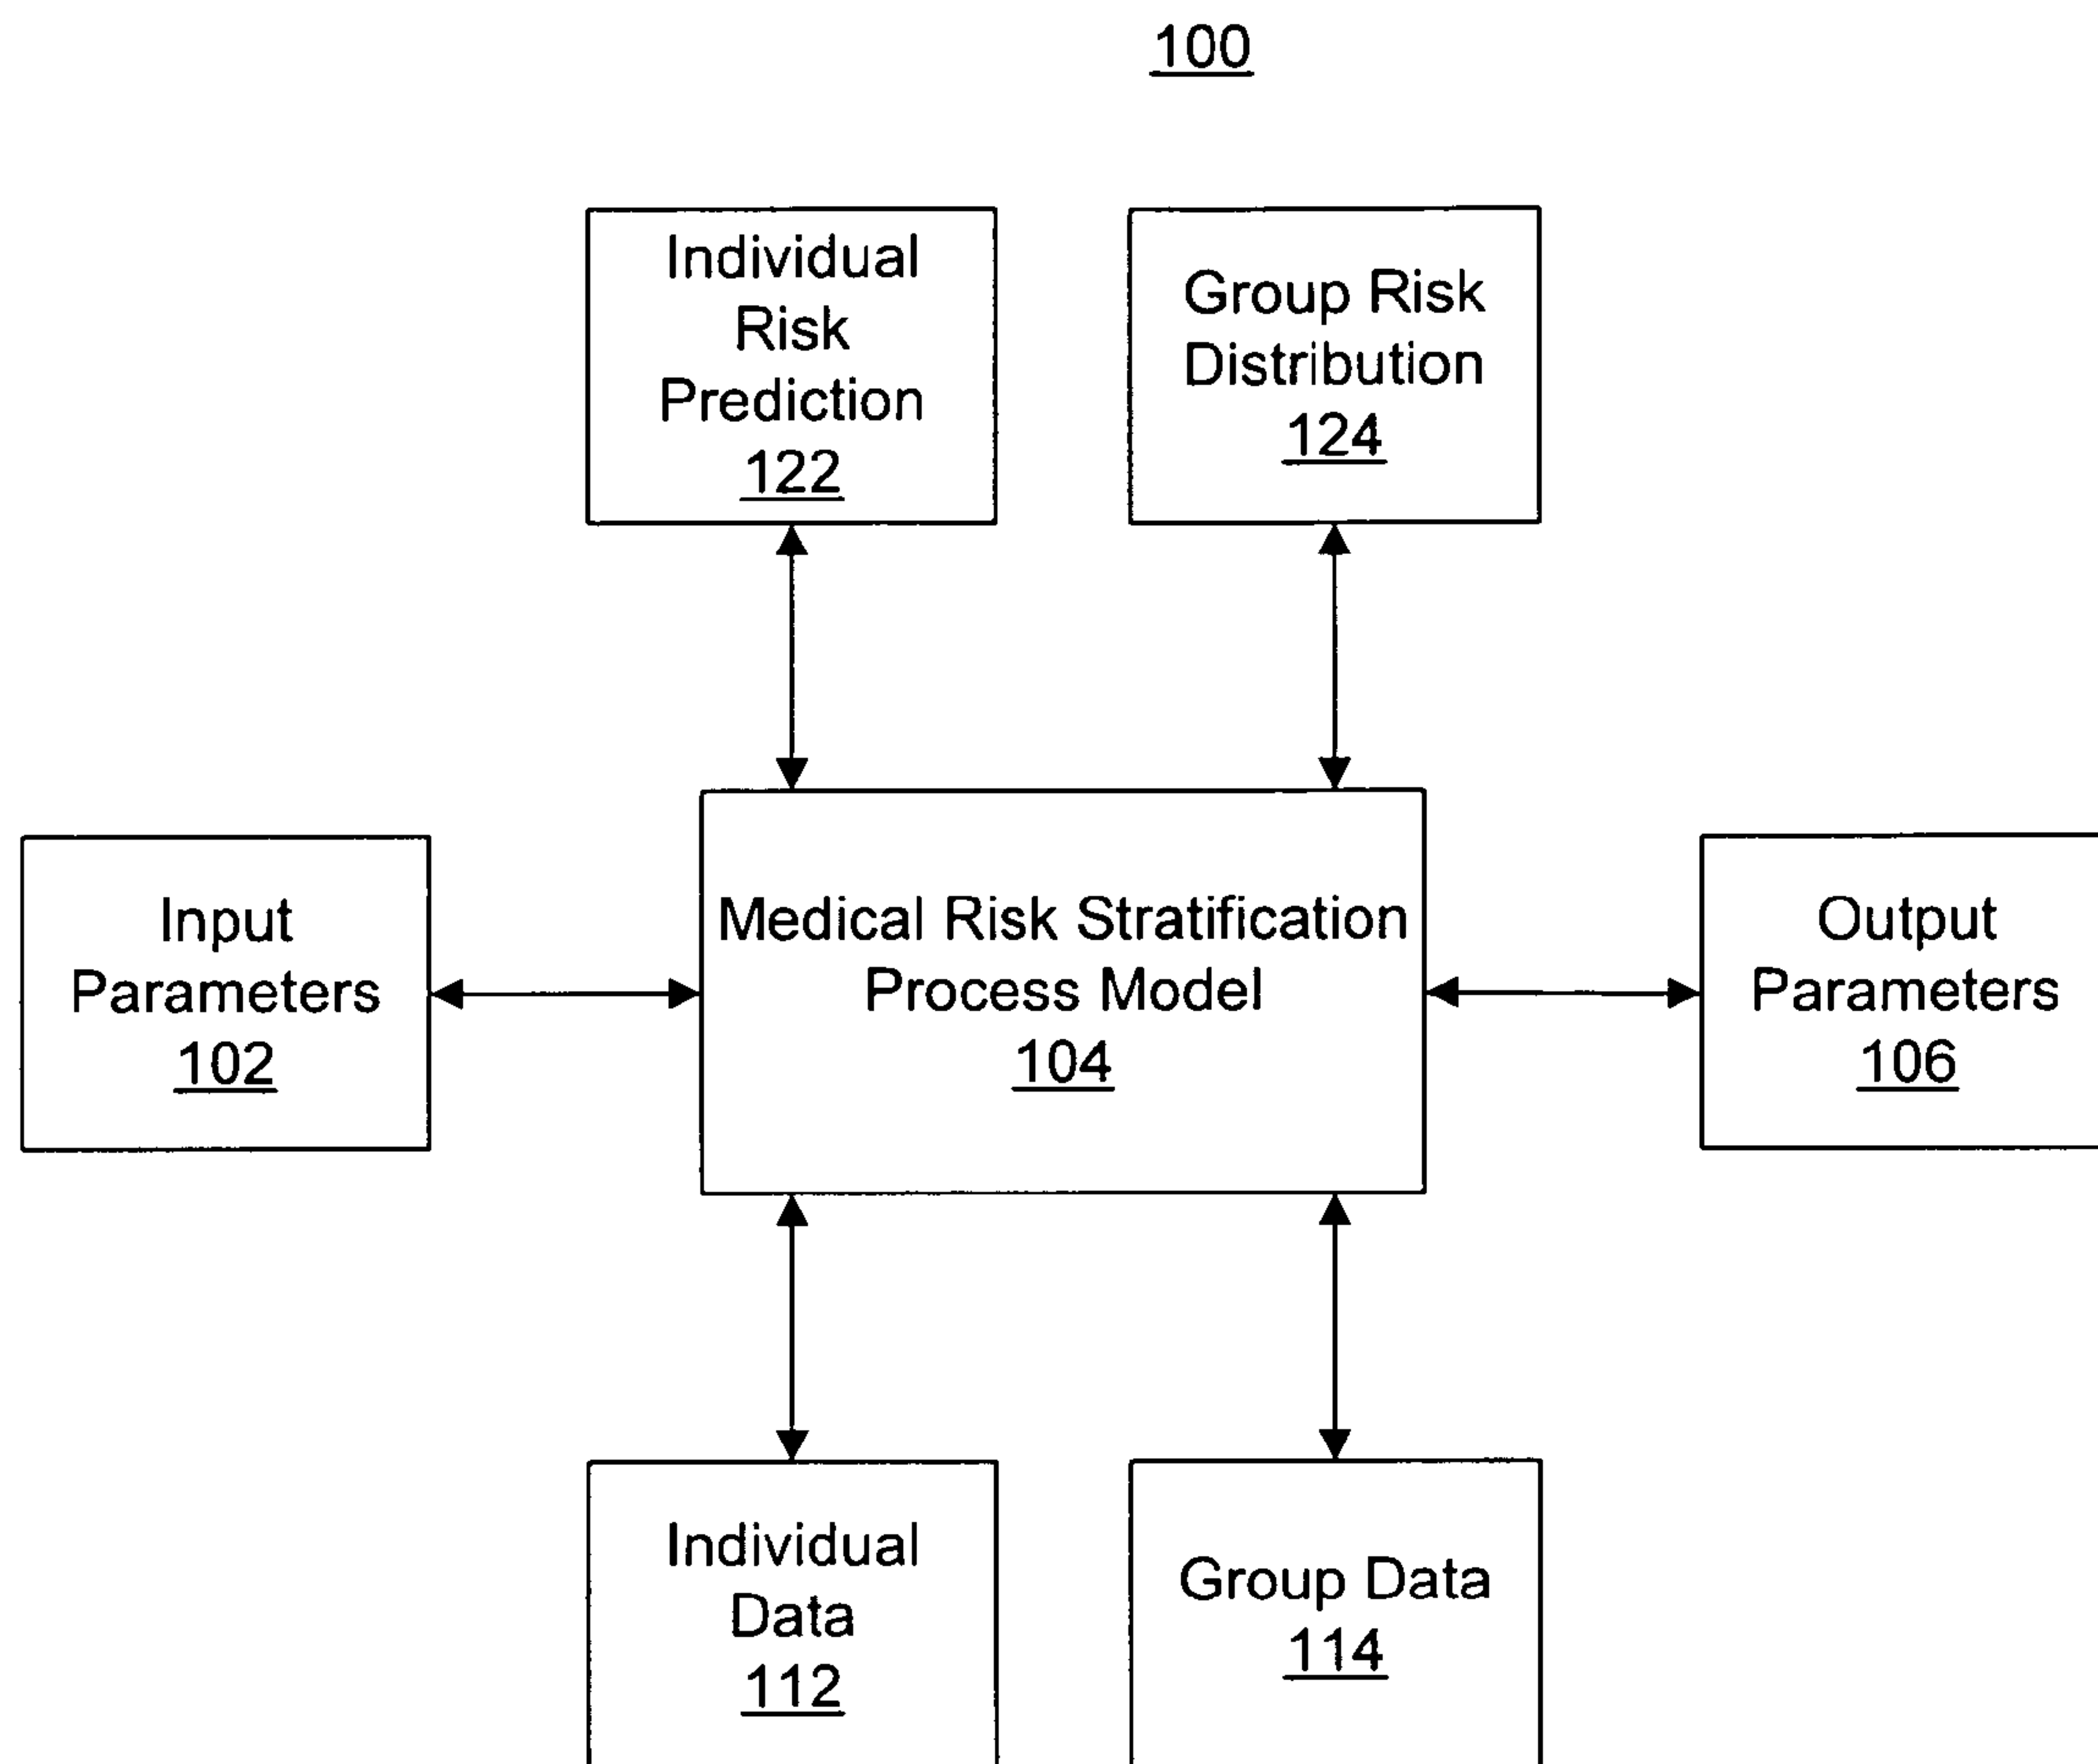 100
Individual
Risk
Prediction
122
Group Risk
Distribution
124
Input
Parameters
102
Medical Risk Stratification
Process Model
104
Output
Parameters
106
Individual
Data
112
Group Data
114